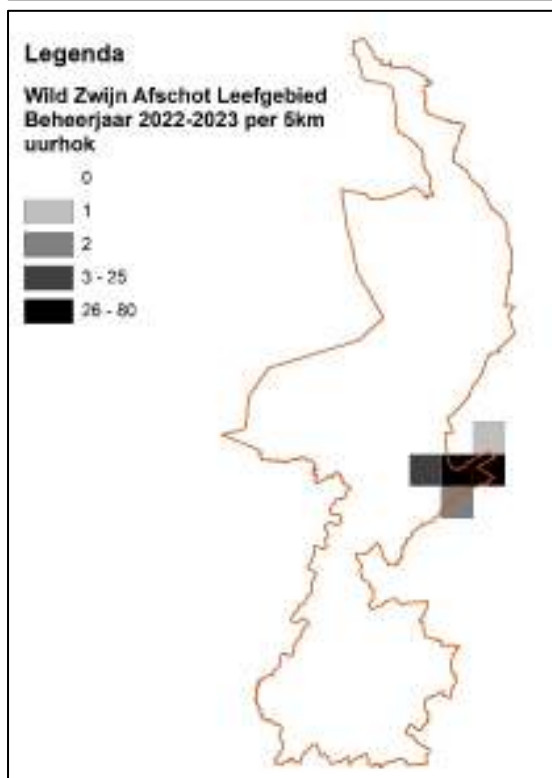 Legenda
Wild Zwijn Afschot Leefgebied
Beheerjaar 2022-2023 per 5km
uurhok
0
1
2
3 - 25
26 - 80